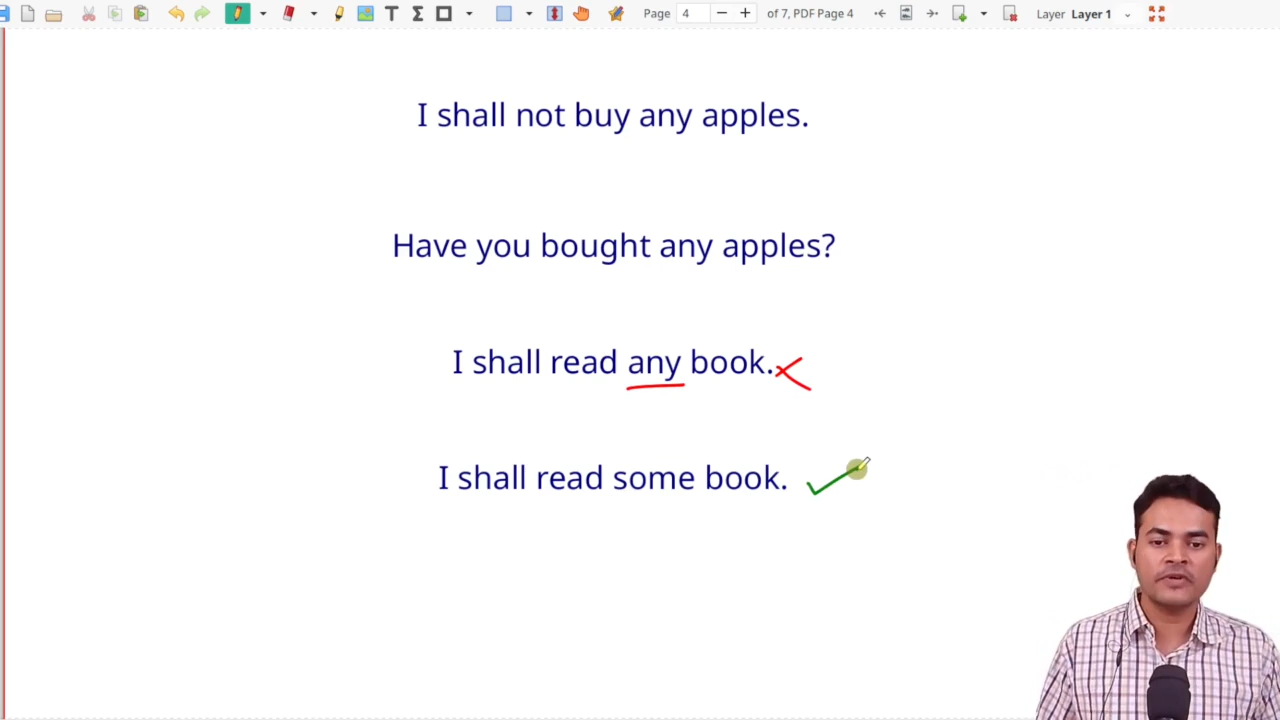 Page 4 of 7, PDF Page 4 Layer Layer 1
I shall not buy any apples.
Have you bought any apples?
I shall read any book.
I shall read some book.